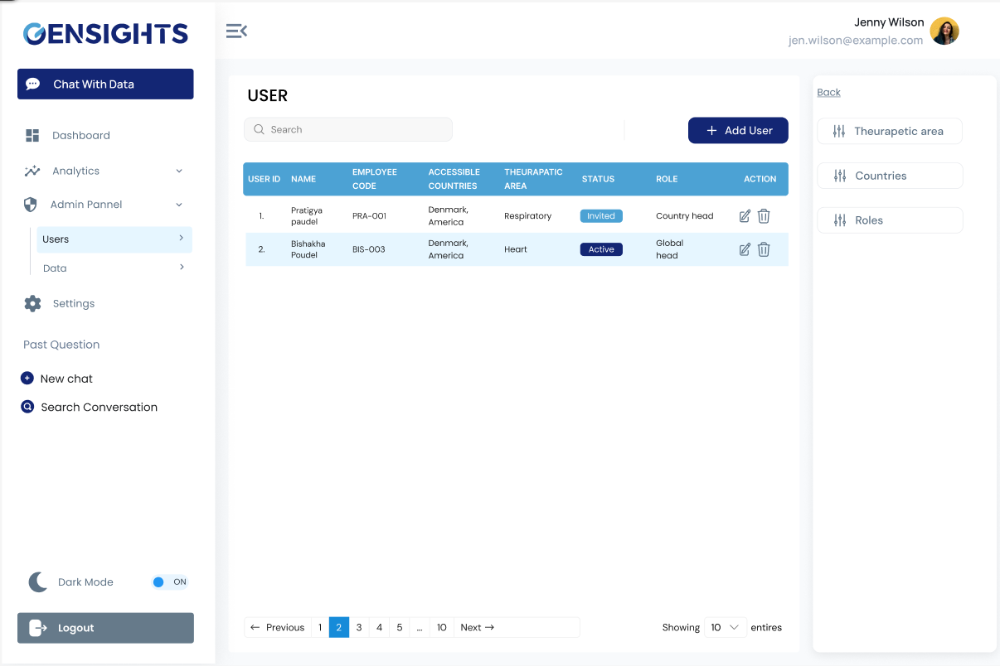 GENSIGHTS
Chat With Data
Dashboard
Analytics
Admin Pannel
Users
Data
Settings
Past Question
New chat
Search Conversation
Dark Mode
ON
Logout
Jenny Wilson
jen.wilson@example.com
USER
Search
+ Add User
USER ID NAME EMPLOYEE CODE ACCESSIBLE COUNTRIES THEURAPATIC AREA STATUS ROLE ACTION
1. Pratigya paudel PRA-001 Denmark, America Respiratory Invited Country head
2. Bishakha Poudel BIS-003 Denmark, America Heart Active Global head
← Previous 1 2 3 4 5 ... 10 Next →
Showing 10 entires
Back
Theurapetic area
Countries
Roles